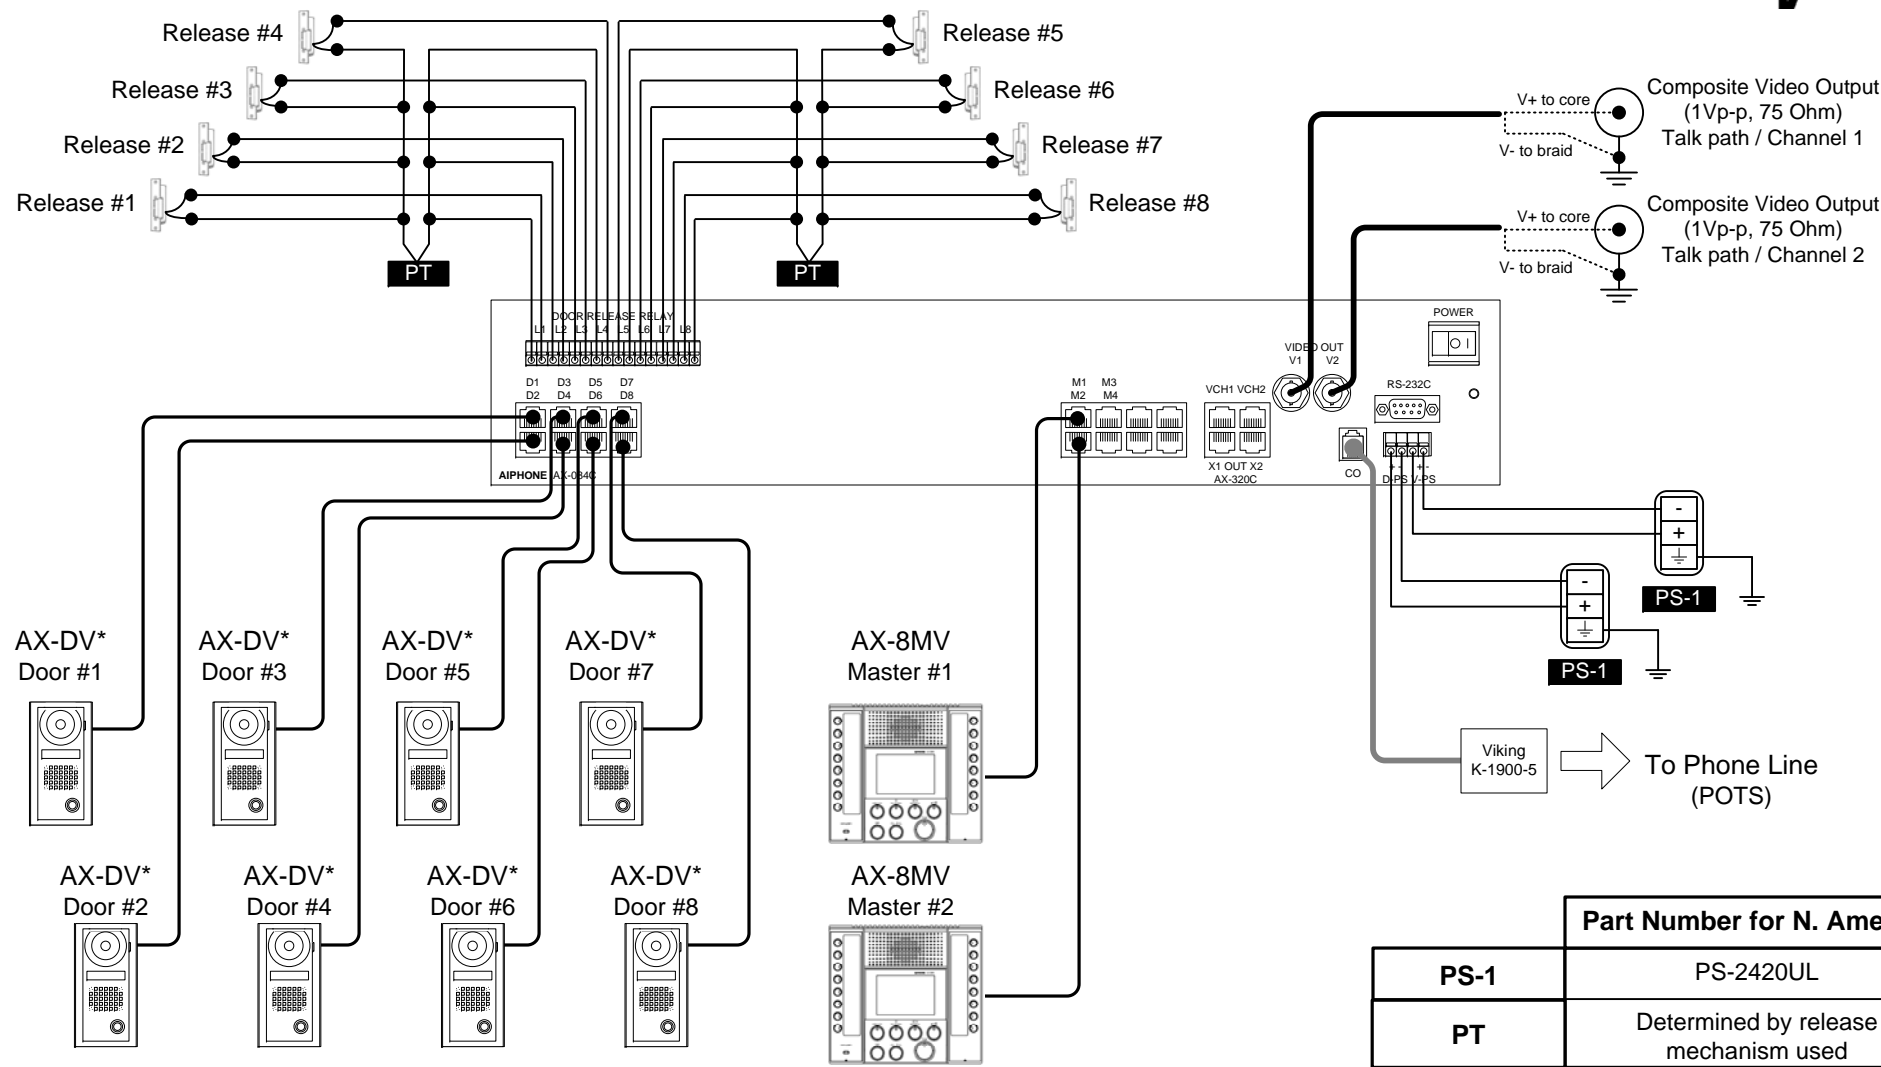 Release #4
Release #3
Release #2
Release #1
Release #5
Release #6
Release #7
Release #8
PT
PT
V+ to core
V- to braid
Composite Video Output
(1Vp-p, 75 Ohm)
Talk path / Channel 1
V+ to core
V- to braid
Composite Video Output
(1Vp-p, 75 Ohm)
Talk path / Channel 2
DOOR RELEASE RELAY
L1 L2 L3 L4 L5 L6 L7 L8
D1 D3 D5 D7
D2 D4 D6 D8
AIPHONE AX-084C
M1 M3
M2 M4
VCH1 VCH2
X1 OUT X2
AX-320C
VIDEO OUT
V1 V2
POWER
RS-232C
CO
+ - + -
D-PS V-PS
-
+
PS-1
-
+
PS-1
AX-DV*
Door #1
AX-DV*
Door #3
AX-DV*
Door #5
AX-DV*
Door #7
AX-8MV
Master #1
Viking
K-1900-5
To Phone Line
(POTS)
AX-DV*
Door #2
AX-DV*
Door #4
AX-DV*
Door #6
AX-DV*
Door #8
AX-8MV
Master #2
Part Number for N. Ame
PS-1 PS-2420UL
PT Determined by release
mechanism used